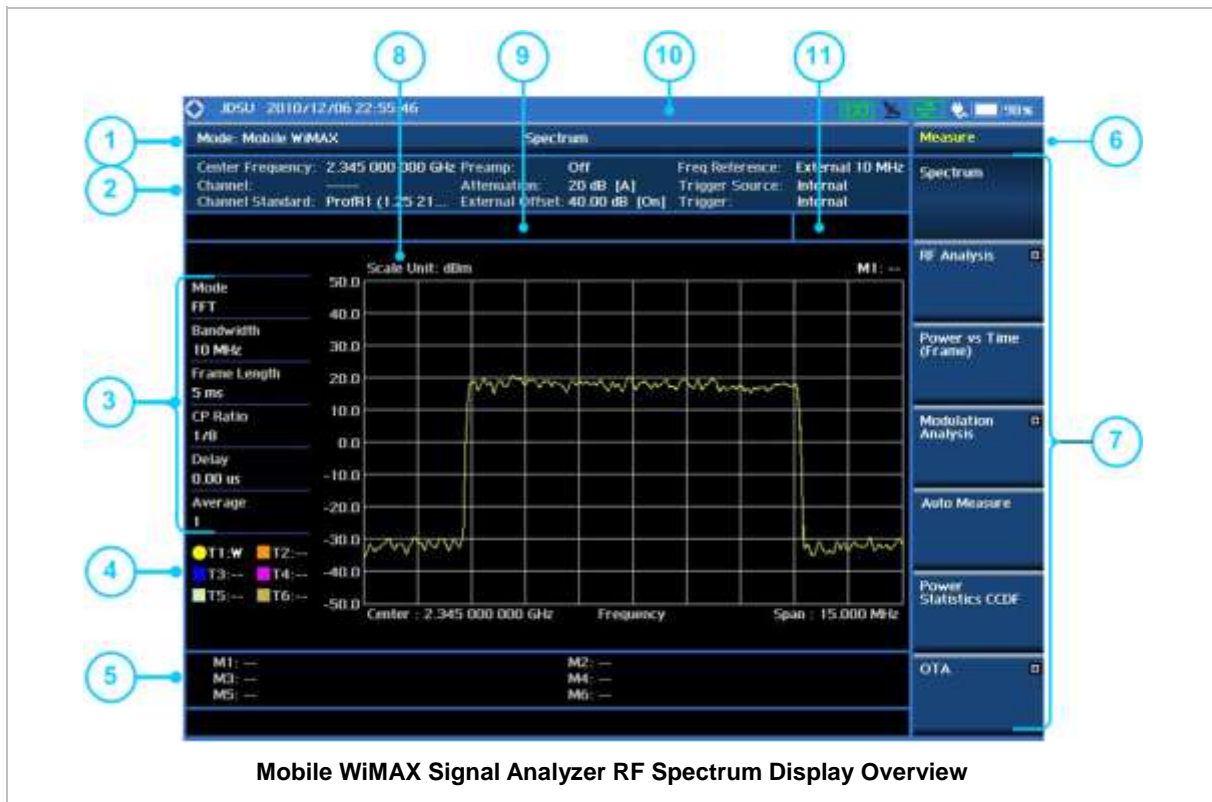 8 9 10 11
JDSU 2010/12/06 22:55:46 98%
1 Mode: Mobile WiMAX Spectrum Measure 6
2 Center Frequency: 2.345 000 000 GHz Preamp: Off Freq Reference: External 10 MHz
Channel: ----- Attenuation: 20 dB [A] Trigger Source: Internal
Channel Standard: ProfR1 (1.25 21... External Offset: 40.00 dB [On] Trigger: Internal
Spectrum
RF Analysis
Power vs Time
(Frame)
Modulation
Analysis
Auto Measure
Power
Statistics CCDF
OTA
7
Scale Unit: dBm M1: --
3
Mode
FFT
Bandwidth
10 MHz
Frame Length
5 ms
CP Ratio
1/8
Delay
0.00 us
Average
1
50.0
40.0
30.0
20.0
10.0
0.0
-10.0
-20.0
-30.0
-40.0
-50.0
4
T1:W T2:--
T3:-- T4:--
T5:-- T6:--
Center : 2.345 000 000 GHz Frequency Span : 15.000 MHz
5
M1: -- M2: --
M3: -- M4: --
M5: -- M6: --
Mobile WiMAX Signal Analyzer RF Spectrum Display Overview